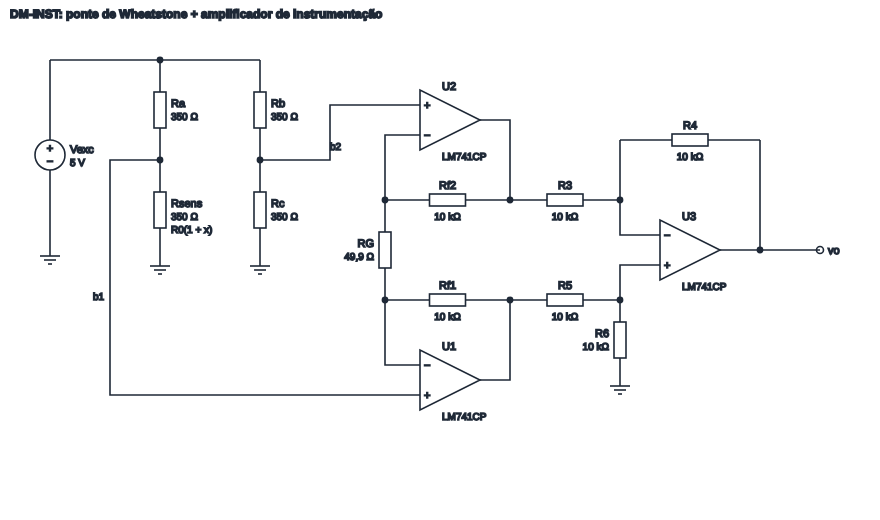 DM-INST: ponte de Wheatstone + amplificador de instrumentação
U2
Ra
350 Ω
Rb
350 Ω
+
−
LM741CP
R4
10 kΩ
+
−
Vexc
5 V
b2
Rsens
350 Ω
R0(1 + x)
Rc
350 Ω
Rf2
10 kΩ
R3
10 kΩ
U3
−
+
LM741CP
vo
RG
49,9 Ω
b1
Rf1
10 kΩ
R5
10 kΩ
R6
10 kΩ
U1
−
+
LM741CP